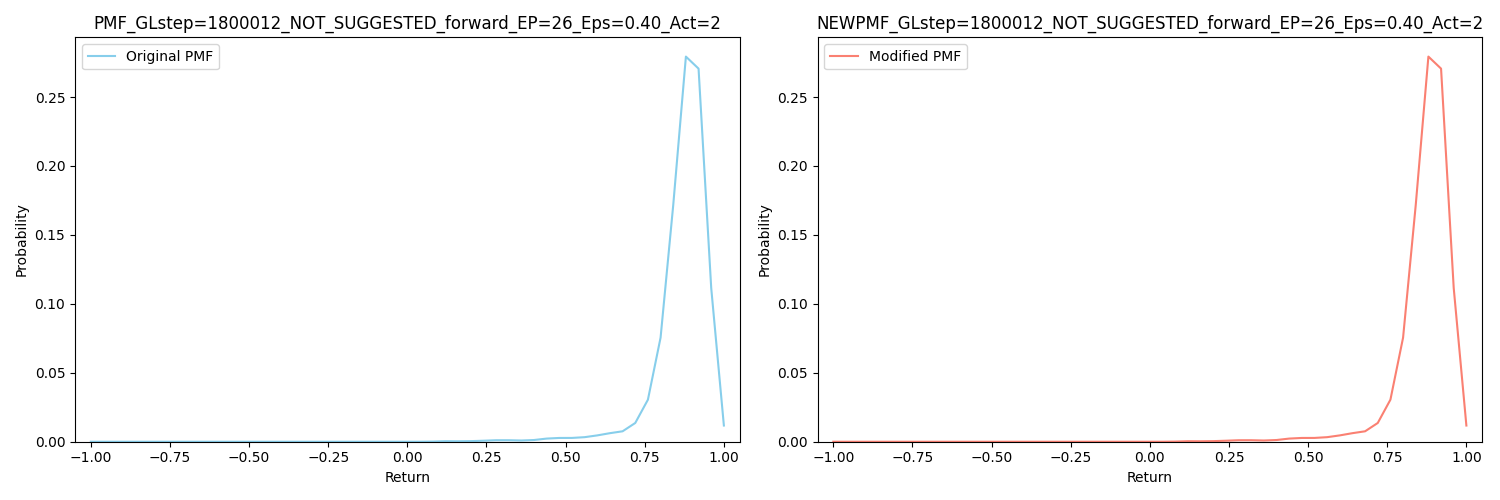 PMF_GLstep=1800012_NOT_SUGGESTED_forward_EP=26_Eps=0.40_Act=2
Original PMF
0.25
0.20
0.15
0.10
0.05
0.00
Probability
−1.00 −0.75 −0.50 −0.25 0.00 0.25 0.50 0.75 1.00
Return
NEWPMF_GLstep=1800012_NOT_SUGGESTED_forward_EP=26_Eps=0.40_Act=2
Modified PMF
0.25
0.20
0.15
0.10
0.05
0.00
Probability
−1.00 −0.75 −0.50 −0.25 0.00 0.25 0.50 0.75 1.00
Return